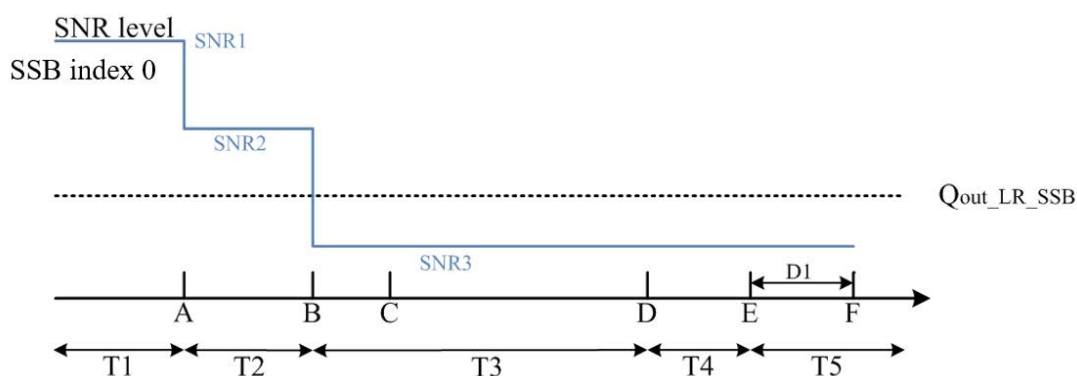 SNR level
SNR1
SSB index 0
SNR2
Qout_LR_SSB
SNR3
D1
A B C D E F
T1 T2 T3 T4 T5